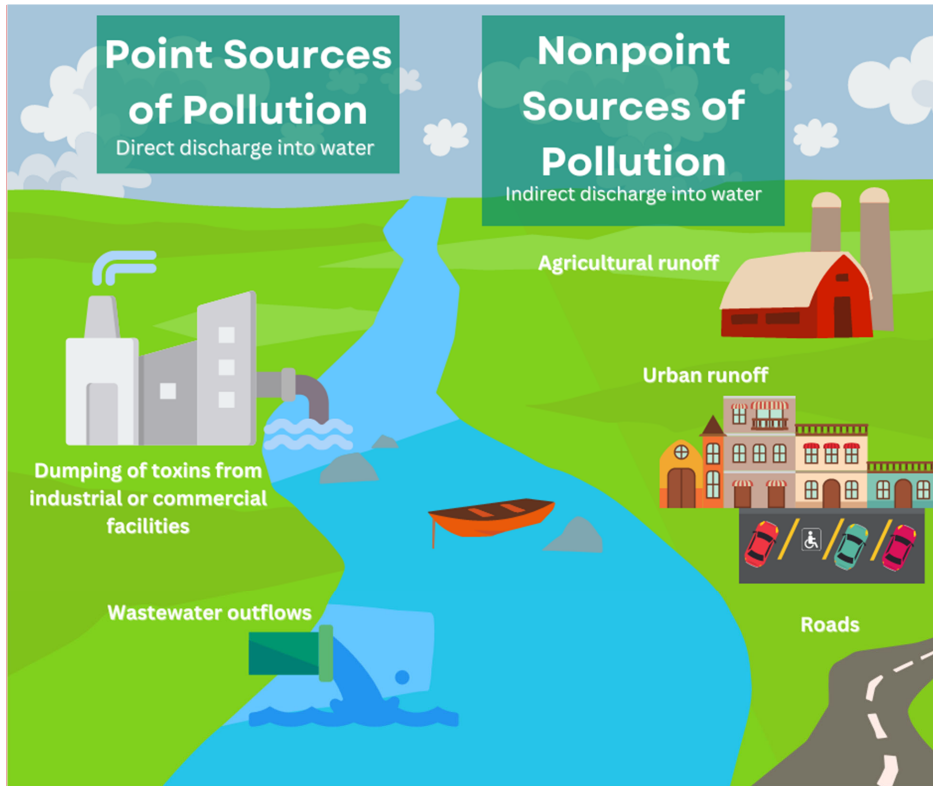 Point Sources
of Pollution
Direct discharge into water
Nonpoint
Sources of
Pollution
Indirect discharge into water
Agricultural runoff
Urban runoff
Dumping of toxins from
industrial or commercial
facilities
Wastewater outflows
Roads